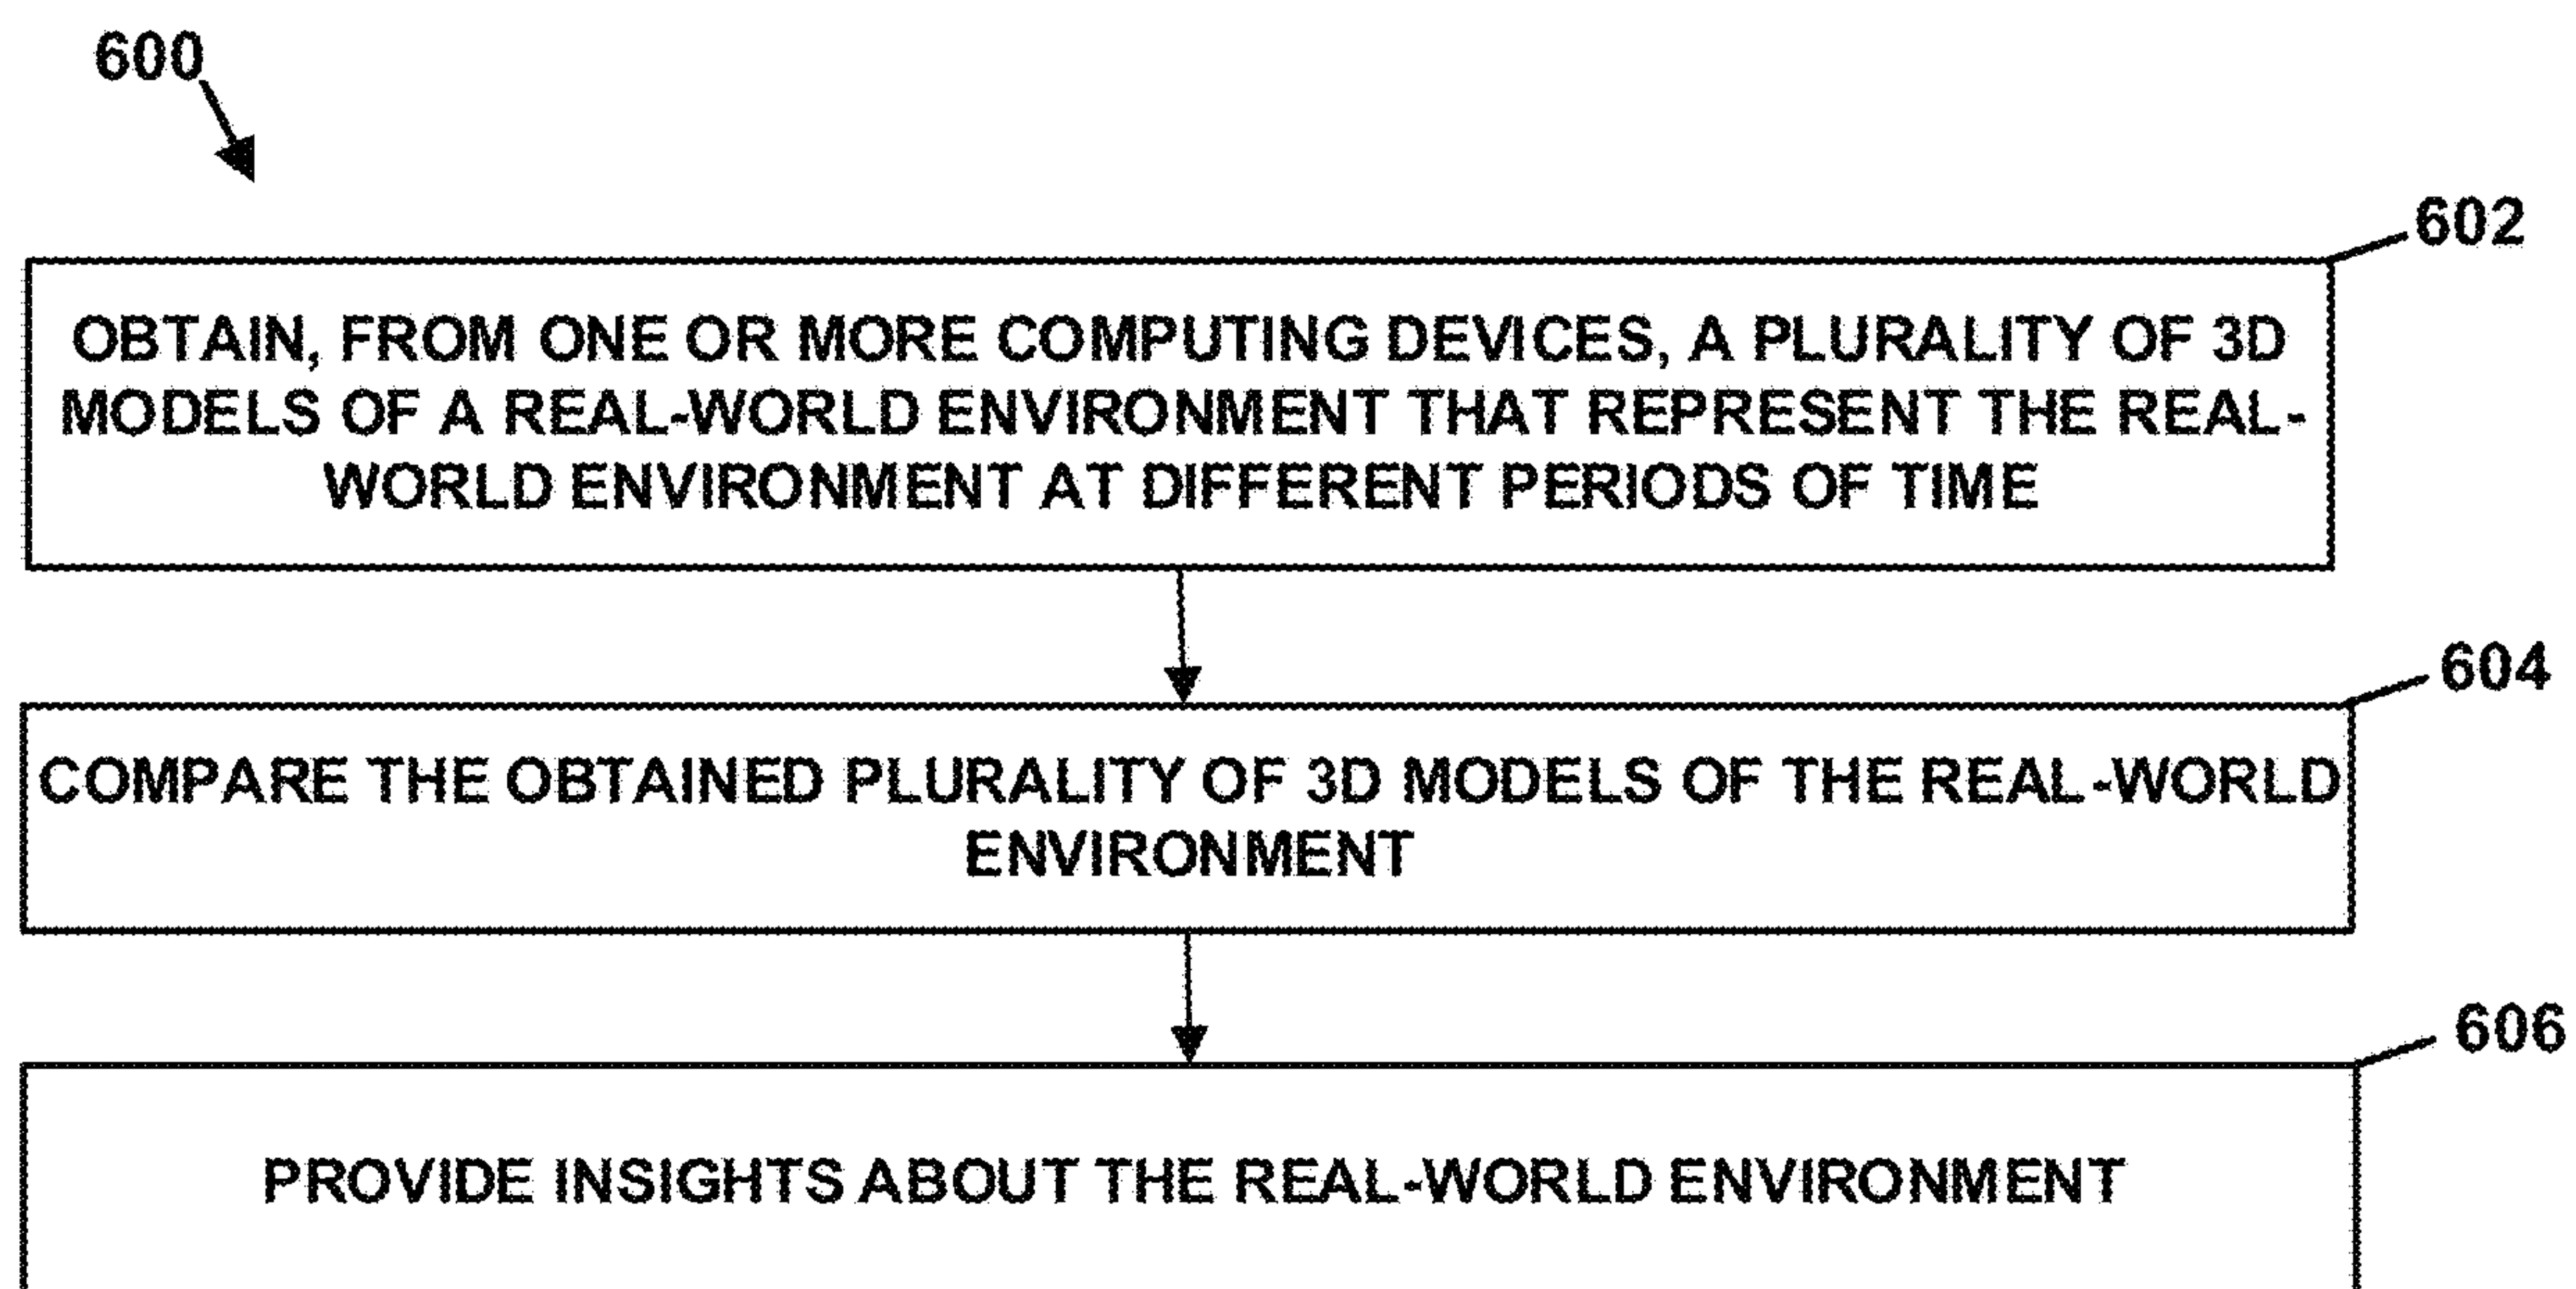 600
602
OBTAIN, FROM ONE OR MORE COMPUTING DEVICES, A PLURALITY OF 3D
MODELS OF A REAL-WORLD ENVIRONMENT THAT REPRESENT THE REAL-
WORLD ENVIRONMENT AT DIFFERENT PERIODS OF TIME
604
COMPARE THE OBTAINED PLURALITY OF 3D MODELS OF THE REAL-WORLD
ENVIRONMENT
606
PROVIDE INSIGHTS ABOUT THE REAL-WORLD ENVIRONMENT